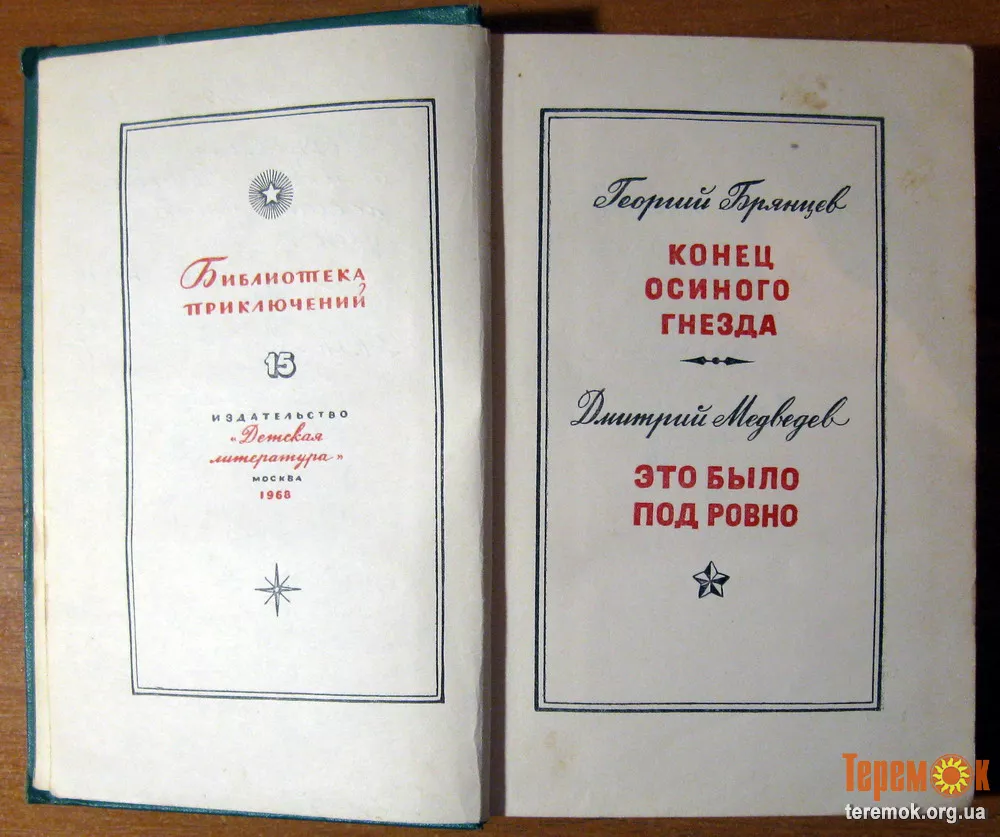 Библиотека
приключений
15
ИЗДАТЕЛЬСТВО
«Детская
литература»
МОСКВА
1968
Георгий Брянцев
КОНЕЦ
ОСИНОГО
ГНЕЗДА
Дмитрий Медведев
ЭТО БЫЛО
ПОД РОВНО
Теремок
teremok.org.ua